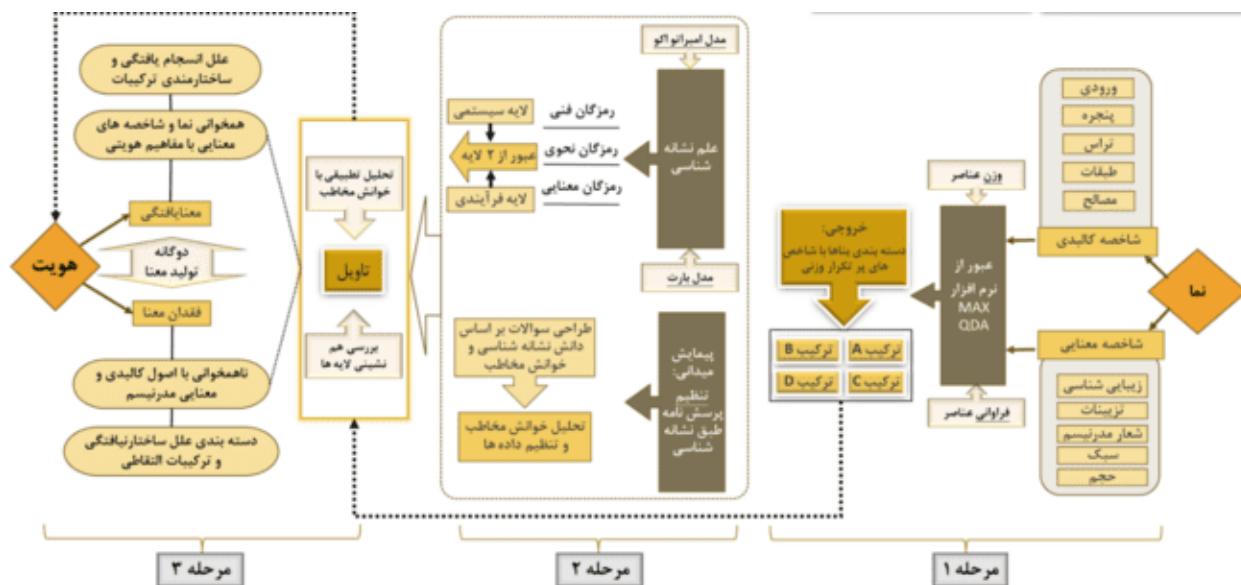 ورودی
پنجره
تراس
طبقات
مصالح
شاخصه کالبدی
نما
شاخصه معنایی
زیبایی شناسی
تزیینات
شعار مدرنیسم
سبک
حجم
وزن عناصر
عبور از
نرم افزار
MAX
QDA
فراوانی عناصر
خروجی:
دسته بندی بناها با شاخص
های پر تکرار وزنی
ترکیب A
ترکیب B
ترکیب C
ترکیب D
مرحله ۱
مدل امبرتو اکو
علم نشانه
شناسی
مدل بارت
رمزگان فنی
رمزگان نحوی
رمزگان معنایی
لایه سیستمی
عبور از ۲ لایه
لایه فرآیندی
پیمایش
میدانی:
تنظیم
پرسش نامه
طبق نشانه
شناسی
طراحی سوالات بر اساس
دانش نشانه شناسی و
خوانش مخاطب
تحلیل خوانش مخاطب
و تنظیم داده ها
مرحله ۲
تحلیل تطبیقی با
خوانش مخاطب
تاویل
بررسی هم
نشینی لایه ها
علل انسجام یافتگی و
ساختارمندی ترکیبات
همخوانی نما و شاخصه های
معنایی با مفاهیم هویتی
معنایافتگی
دوگانه
تولید معنا
هویت
فقدان معنا
ناهمخوانی با اصول کالبدی و
معنایی مدرنیسم
دسته بندی علل ساختارنیافتگی
و ترکیبات التقاطی
مرحله ۳